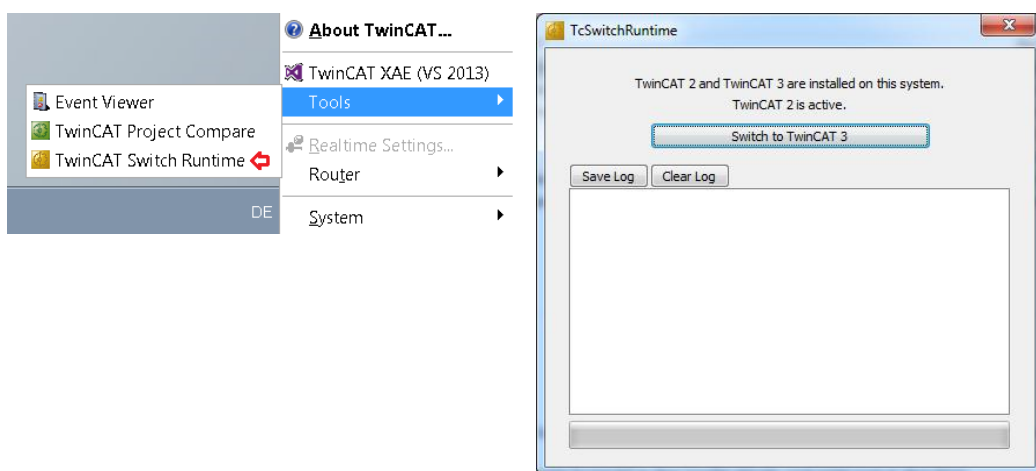 About TwinCAT...
TwinCAT XAE (VS 2013)
Tools
Realtime Settings...
Router
System
Event Viewer
TwinCAT Project Compare
TwinCAT Switch Runtime
DE
TcSwitchRuntime
TwinCAT 2 and TwinCAT 3 are installed on this system.
TwinCAT 2 is active.
Switch to TwinCAT 3
Save Log Clear Log